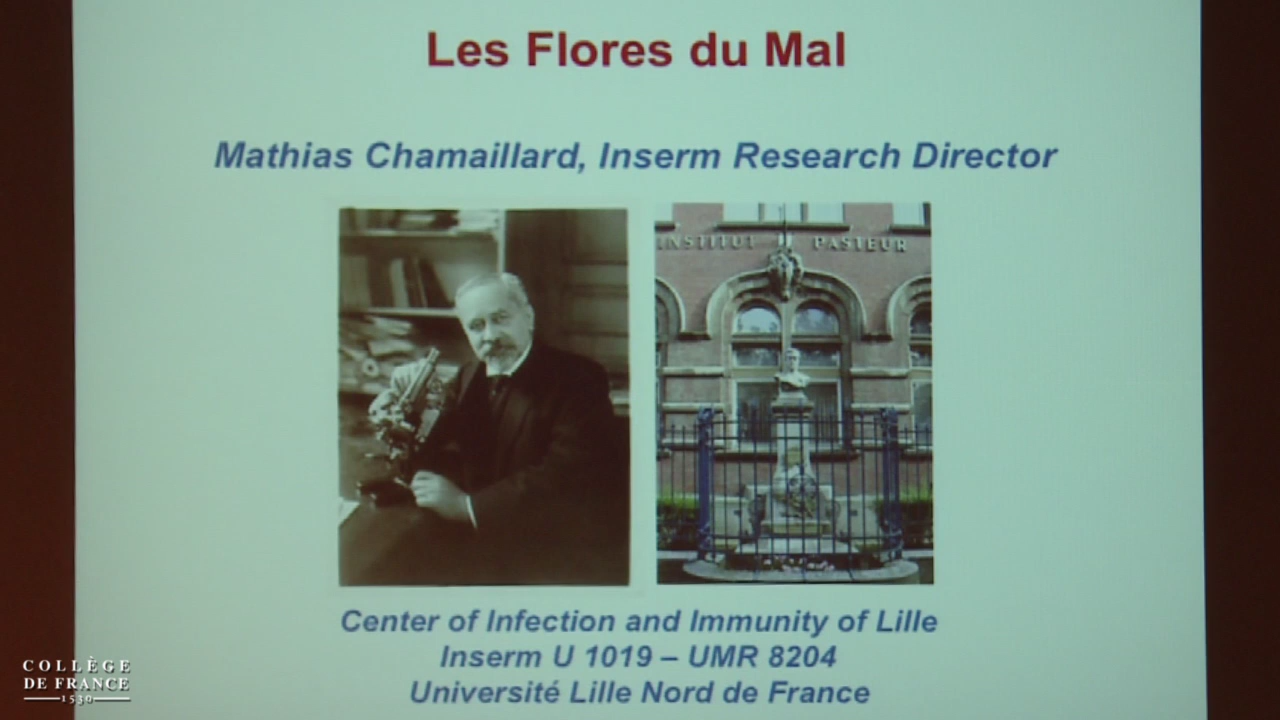 Les Flores du Mal
Mathias Chamaillard, Inserm Research Director
INSTITUT PASTEUR
Center of Infection and Immunity of Lille
Inserm U 1019 – UMR 8204
Université Lille Nord de France
COLLÈGE
DE FRANCE
1530